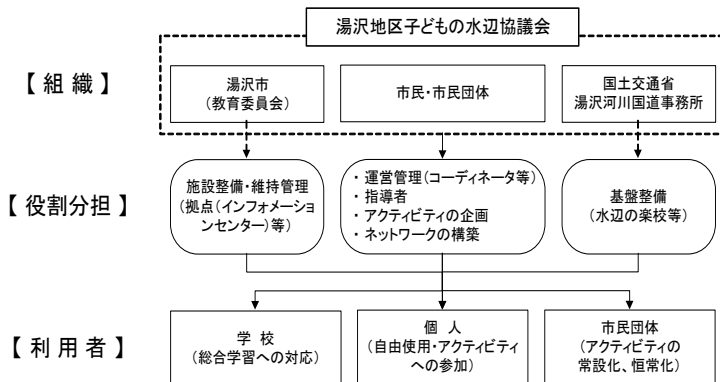 湯沢地区子どもの水辺協議会
【 組 織 】
湯沢市
(教育委員会)
市民・市民団体
国土交通省
湯沢河川国道事務所
【 役割分担 】
施設整備・維持管理
(拠点(インフォメーショ
ンセンター)等)
・ 運営管理(コーディネータ等)
・ 指導者
・ アクティビティの企画
・ ネットワークの構築
基盤整備
(水辺の楽校等)
【 利 用 者 】
学 校
(総合学習への対応)
個 人
(自由使用・アクティビティ
への参加)
市民団体
(アクティビティの
常設化、恒常化)